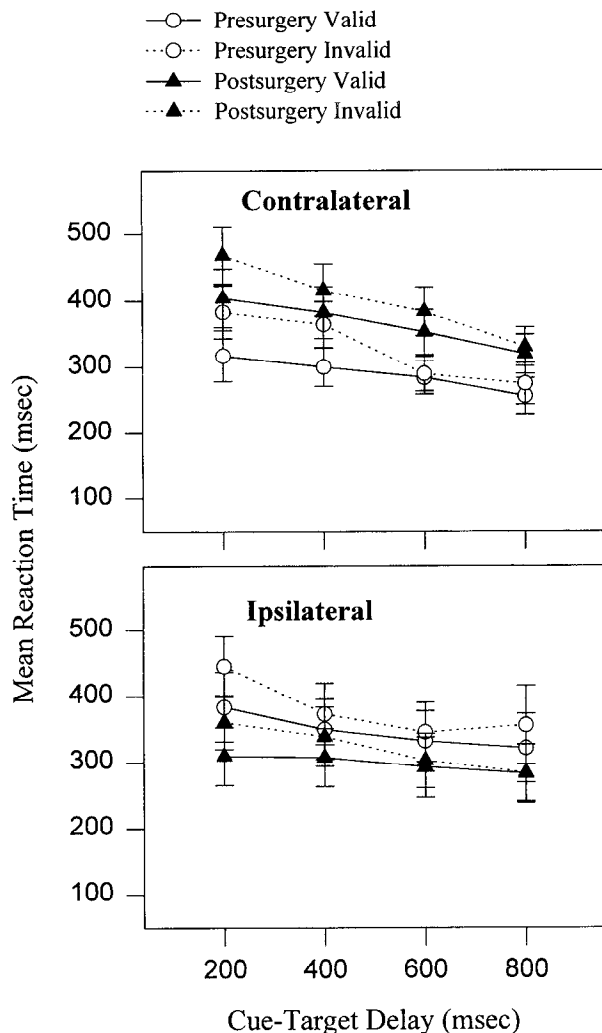 Presurgery Valid
Presurgery Invalid
Postsurgery Valid
Postsurgery Invalid
Contralateral
500
400
300
200
100
Mean Reaction Time (msec)
Ipsilateral
500
400
300
200
100
200 400 600 800
Cue-Target Delay (msec)